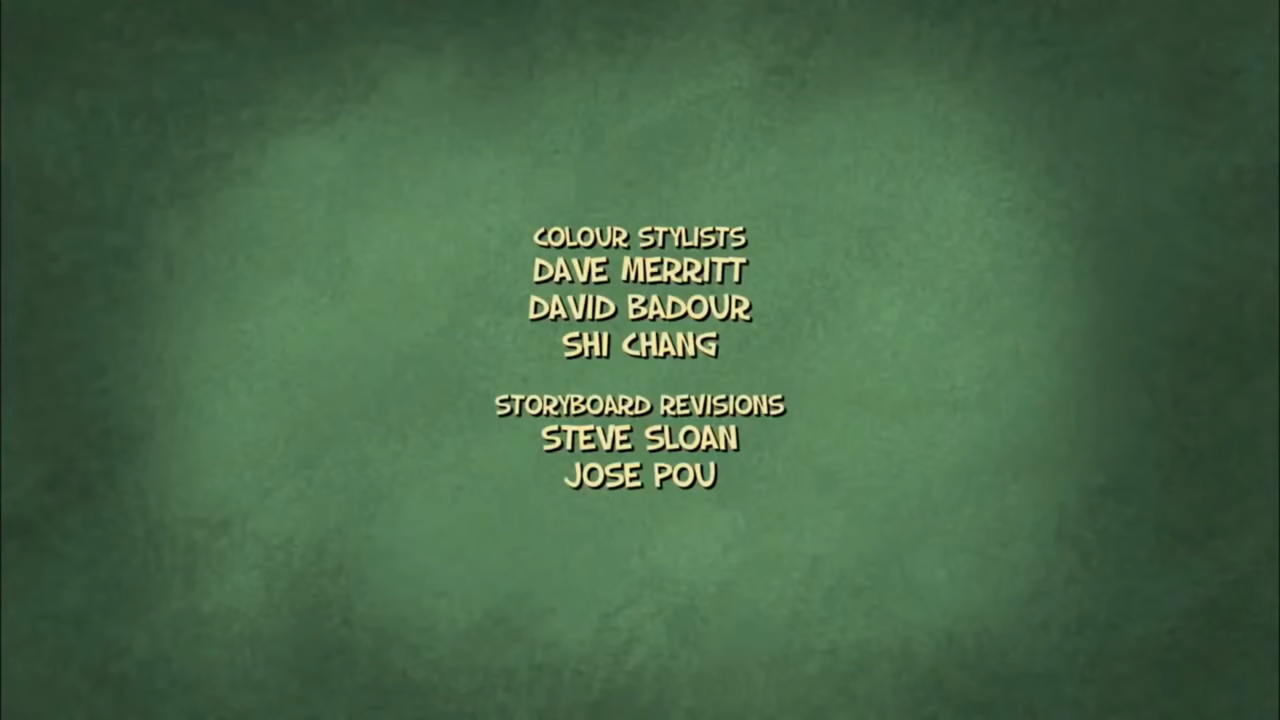 COLOUR STYLISTS
DAVE MERRITT
DAVID BADOUR
SHI CHANG
STORYBOARD REVISIONS
STEVE SLOAN
JOSE POU